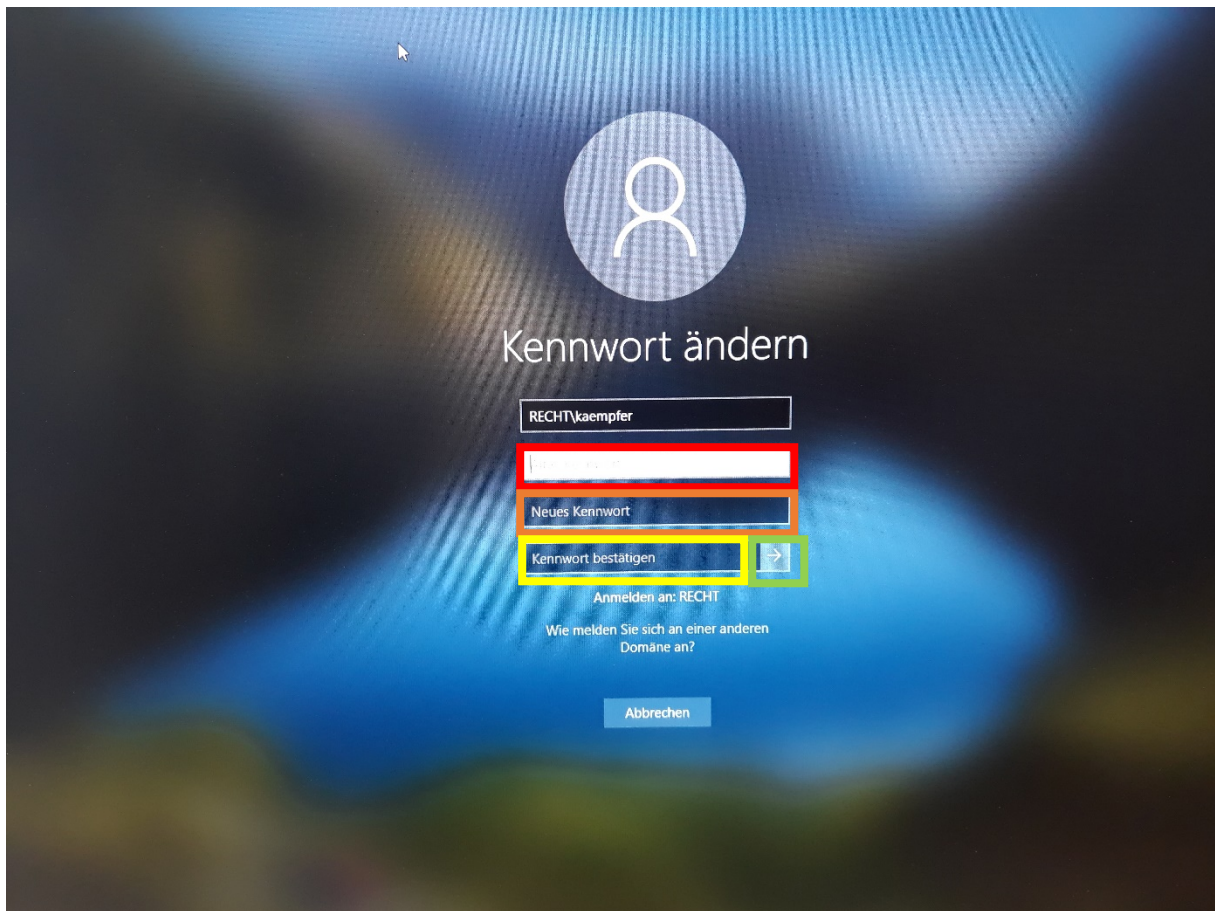 Kennwort ändern
RECHT\kaempfer
Neues Kennwort
Kennwort bestätigen
Anmelden an: RECHT
Wie melden Sie sich an einer anderen
Domäne an?
Abbrechen